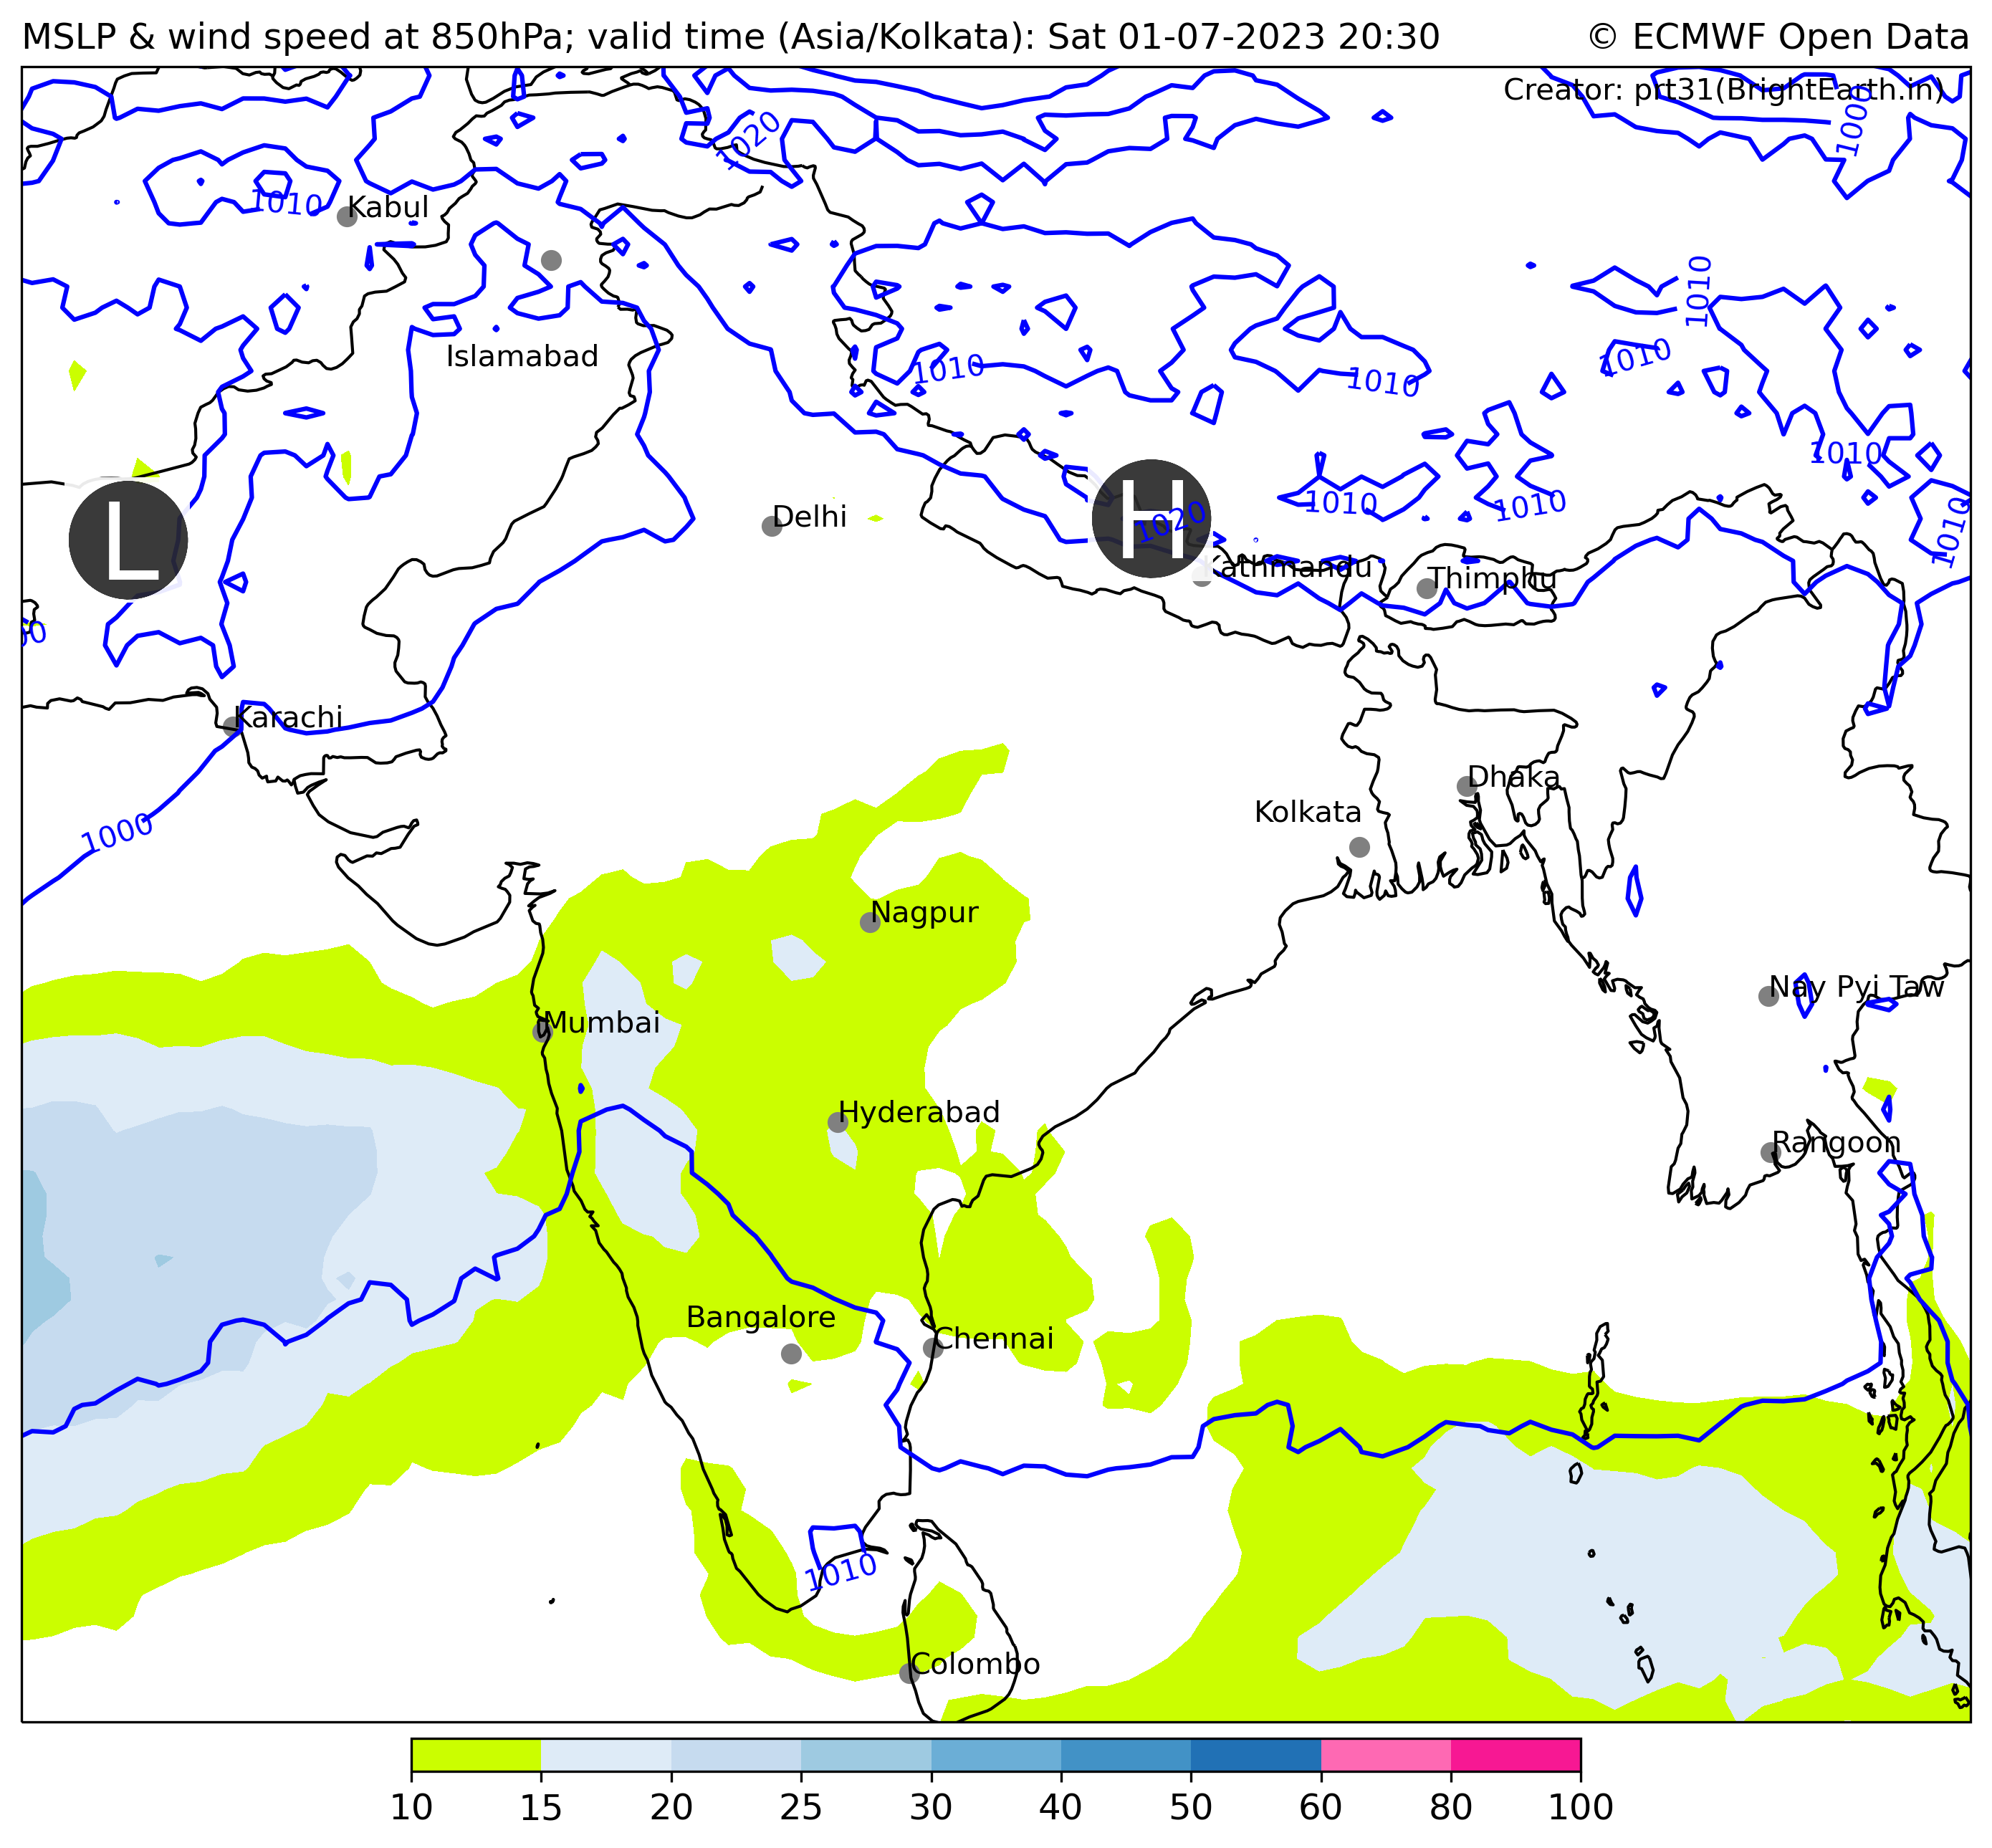 MSLP & wind speed at 850hPa; valid time (Asia/Kolkata): Sat 01-07-2023 20:30
© ECMWF Open Data
Creator: prt31(BrightEarth.in)
1000
1020
1010
Kabul
1010
Islamabad
1010
1010
1010
1010
L
Delhi
H
1020
1010
1010
1010
Kathmandu
Thimphu
Karachi
Dhaka
Kolkata
1000
Nagpur
Nay Pyi Taw
Mumbai
Hyderabad
Rangoon
Bangalore
Chennai
1010
Colombo
10 15 20 25 30 40 50 60 80 100